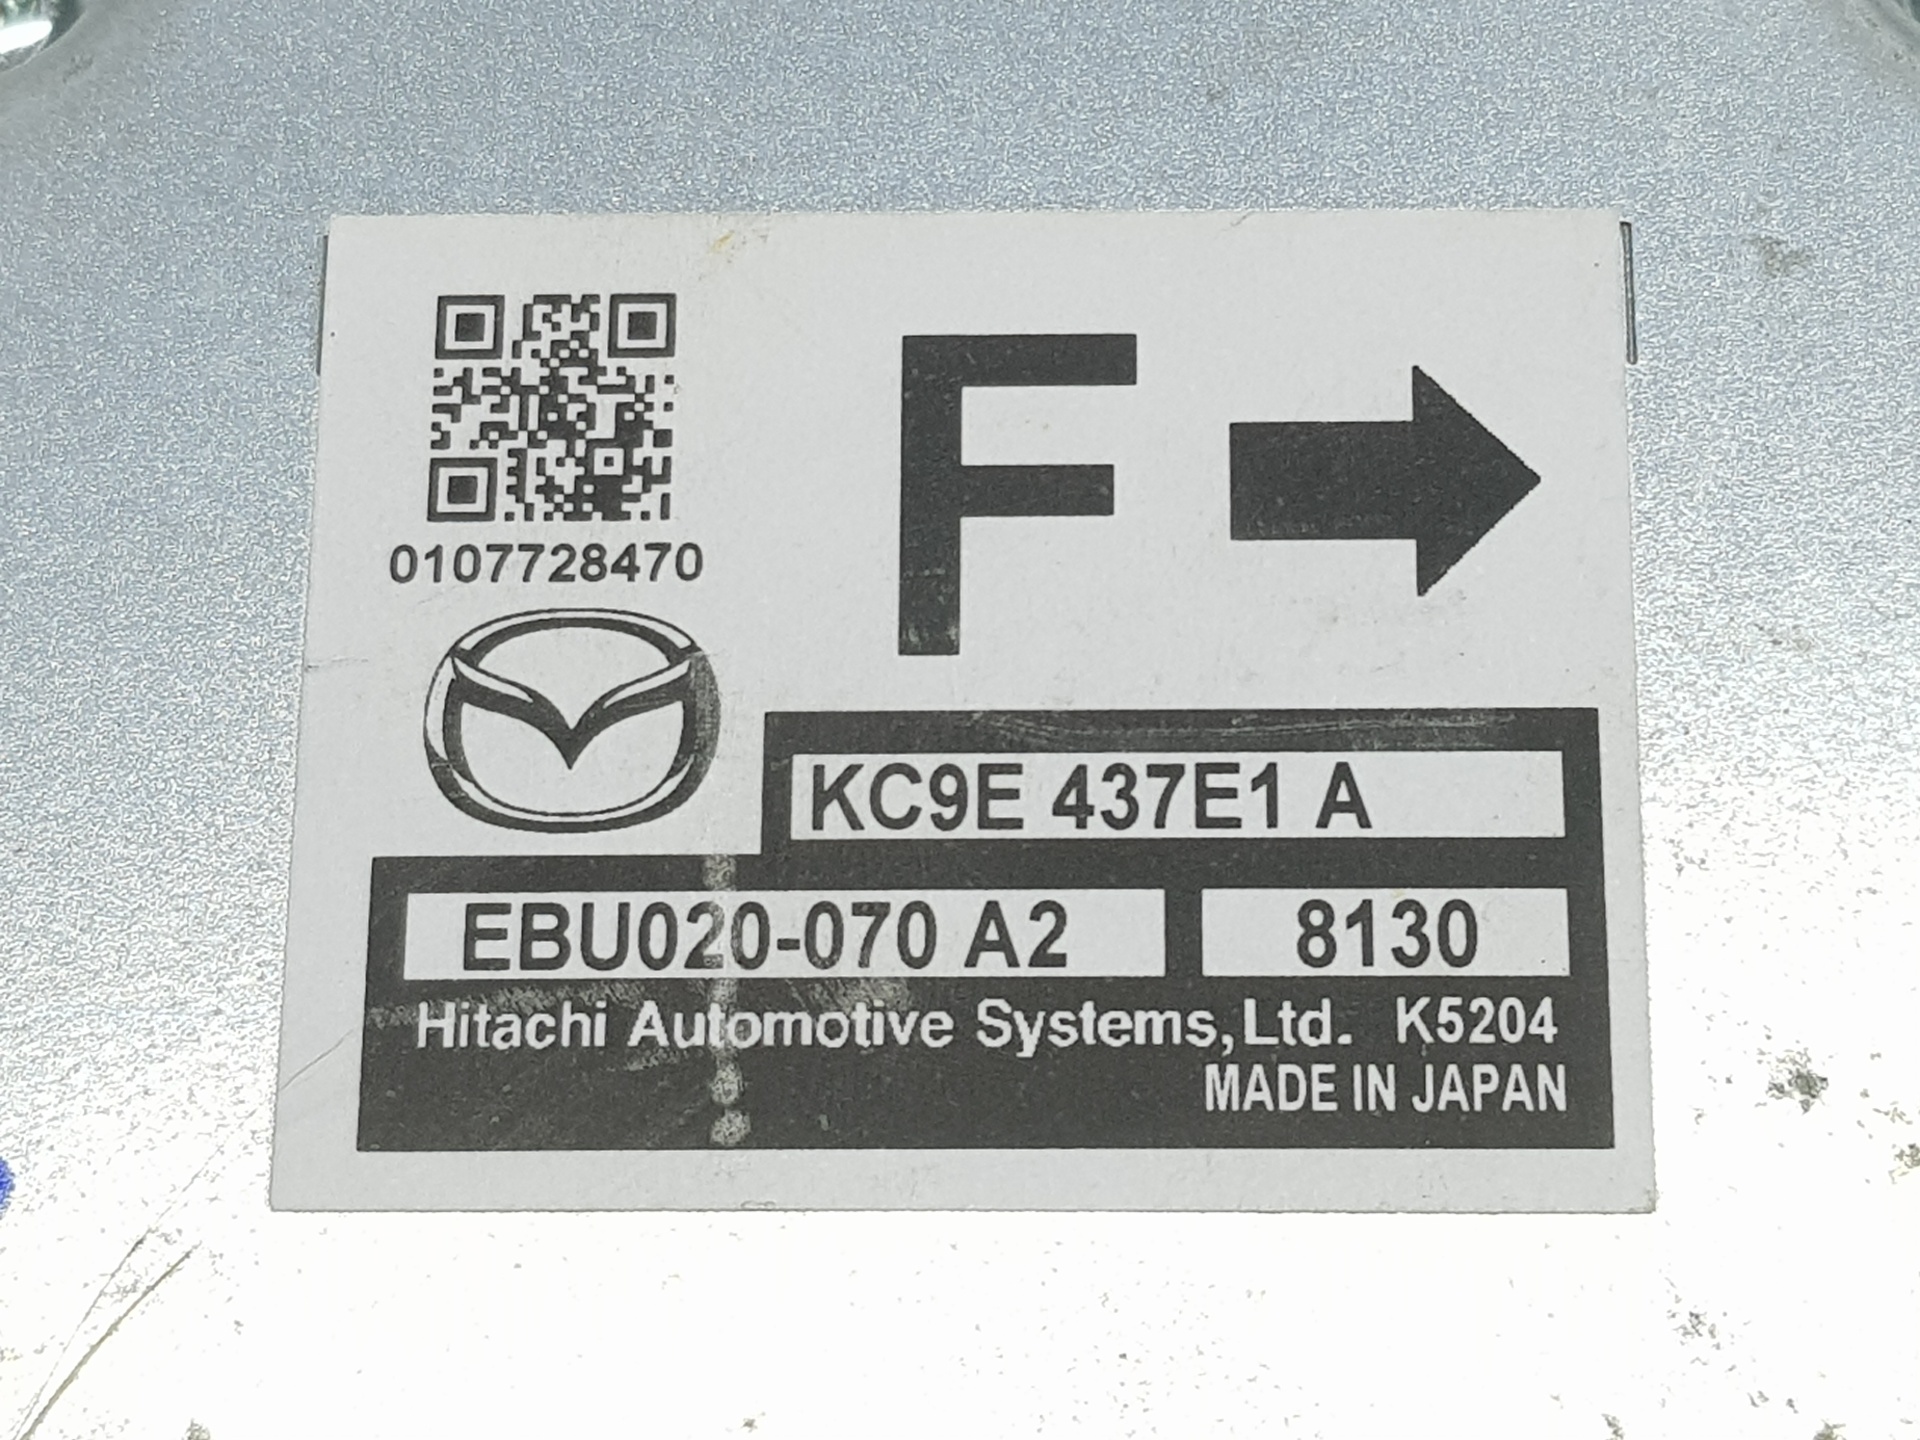 F
0107728470
KC9E 437E1 A
EBU020-070 A2 8130
Hitachi Automotive Systems,Ltd. K5204
MADE IN JAPAN